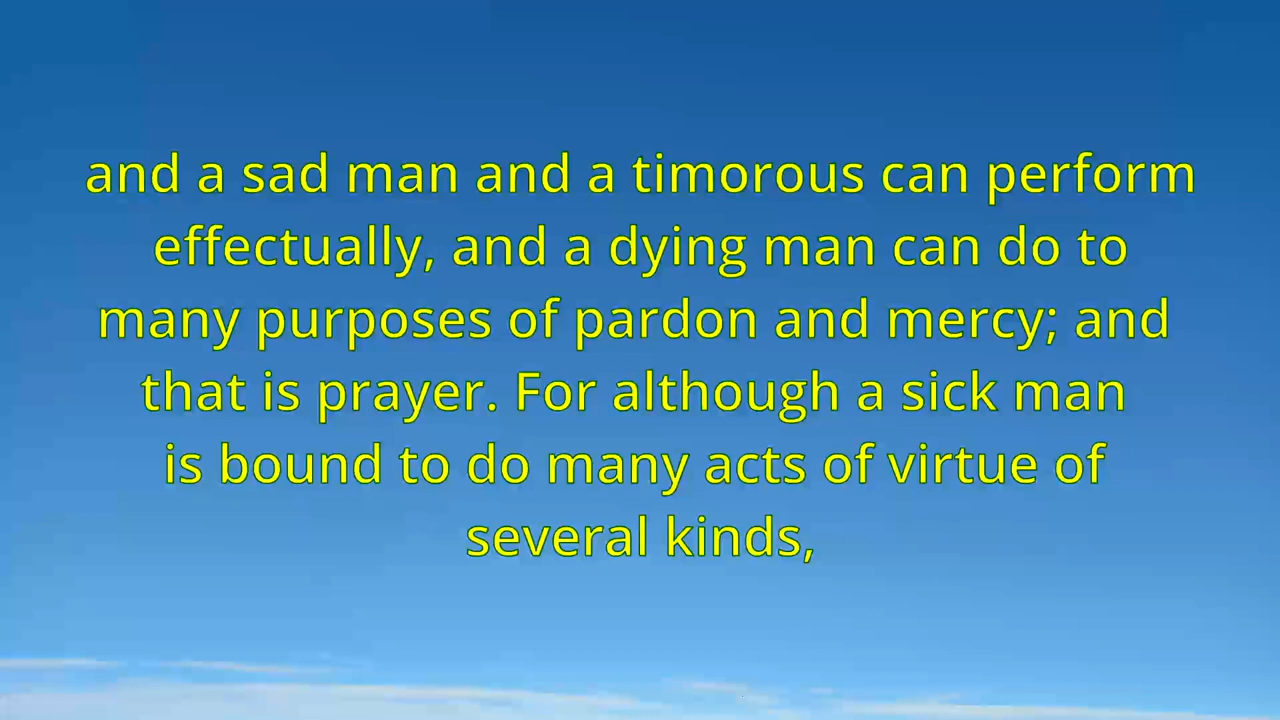 and a sad man and a timorous can perform
effectually, and a dying man can do to
many purposes of pardon and mercy; and
that is prayer. For although a sick man
is bound to do many acts of virtue of
several kinds,